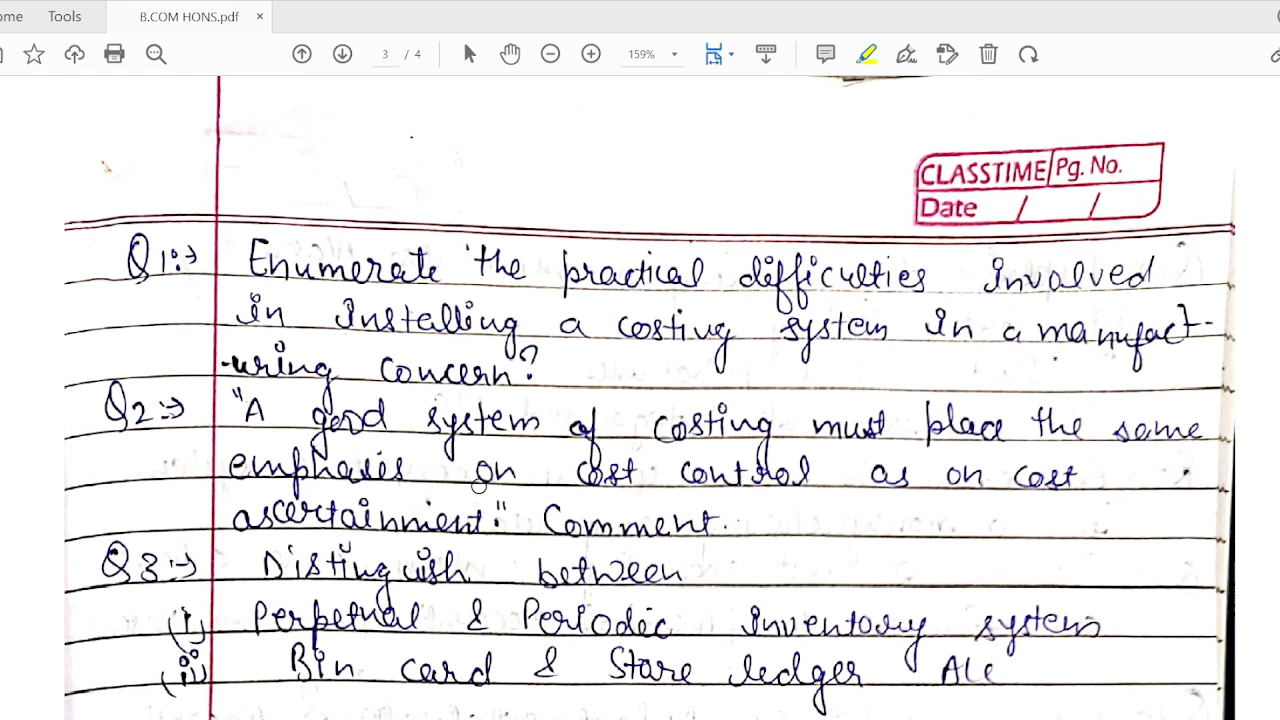 ome Tools B.COM HONS.pdf ×
3 / 4 159%
CLASSTIME Pg. No.
Date / /
Q1:→ Enumerate the practical difficulties involved
in installing a costing system in a manufact-
-uring concern?
Q2:→ "A good system of costing must place the same
emphasis on cost control as on cost
ascertainment." Comment.
Q3:→ Distinguish between
(i) Perpetual & Periodic inventory system
(ii) Bin card & Store ledger A/c